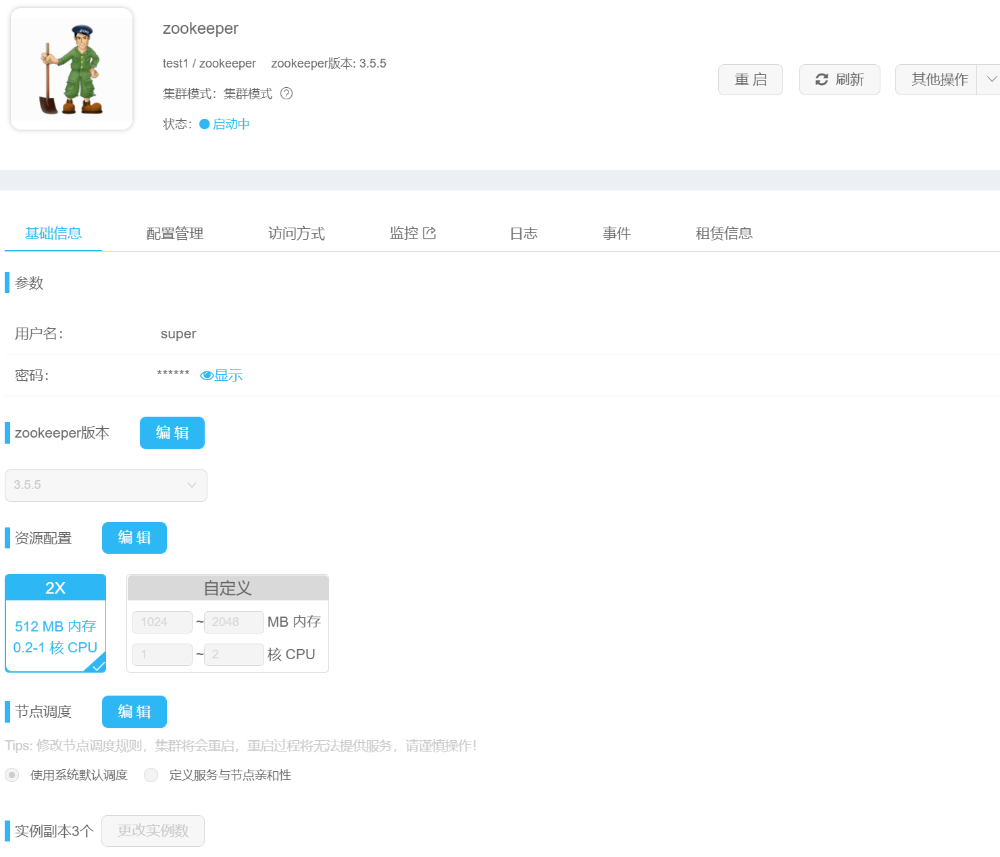 ZOO
zookeeper
test1 / zookeeper zookeeper版本: 3.5.5
集群模式：集群模式
状态：启动中
重 启
刷新
其他操作
基础信息 配置管理 访问方式 监控 日志 事件 租赁信息
参数
用户名： super
密码： ****** 显示
zookeeper版本 编 辑
3.5.5
资源配置 编 辑
2X
512 MB 内存
0.2-1 核 CPU
自定义
1024 ~ 2048 MB 内存
1 ~ 2 核 CPU
节点调度 编 辑
Tips: 修改节点调度规则，集群将会重启，重启过程将无法提供服务，请谨慎操作!
使用系统默认调度 定义服务与节点亲和性
实例副本3个 更改实例数